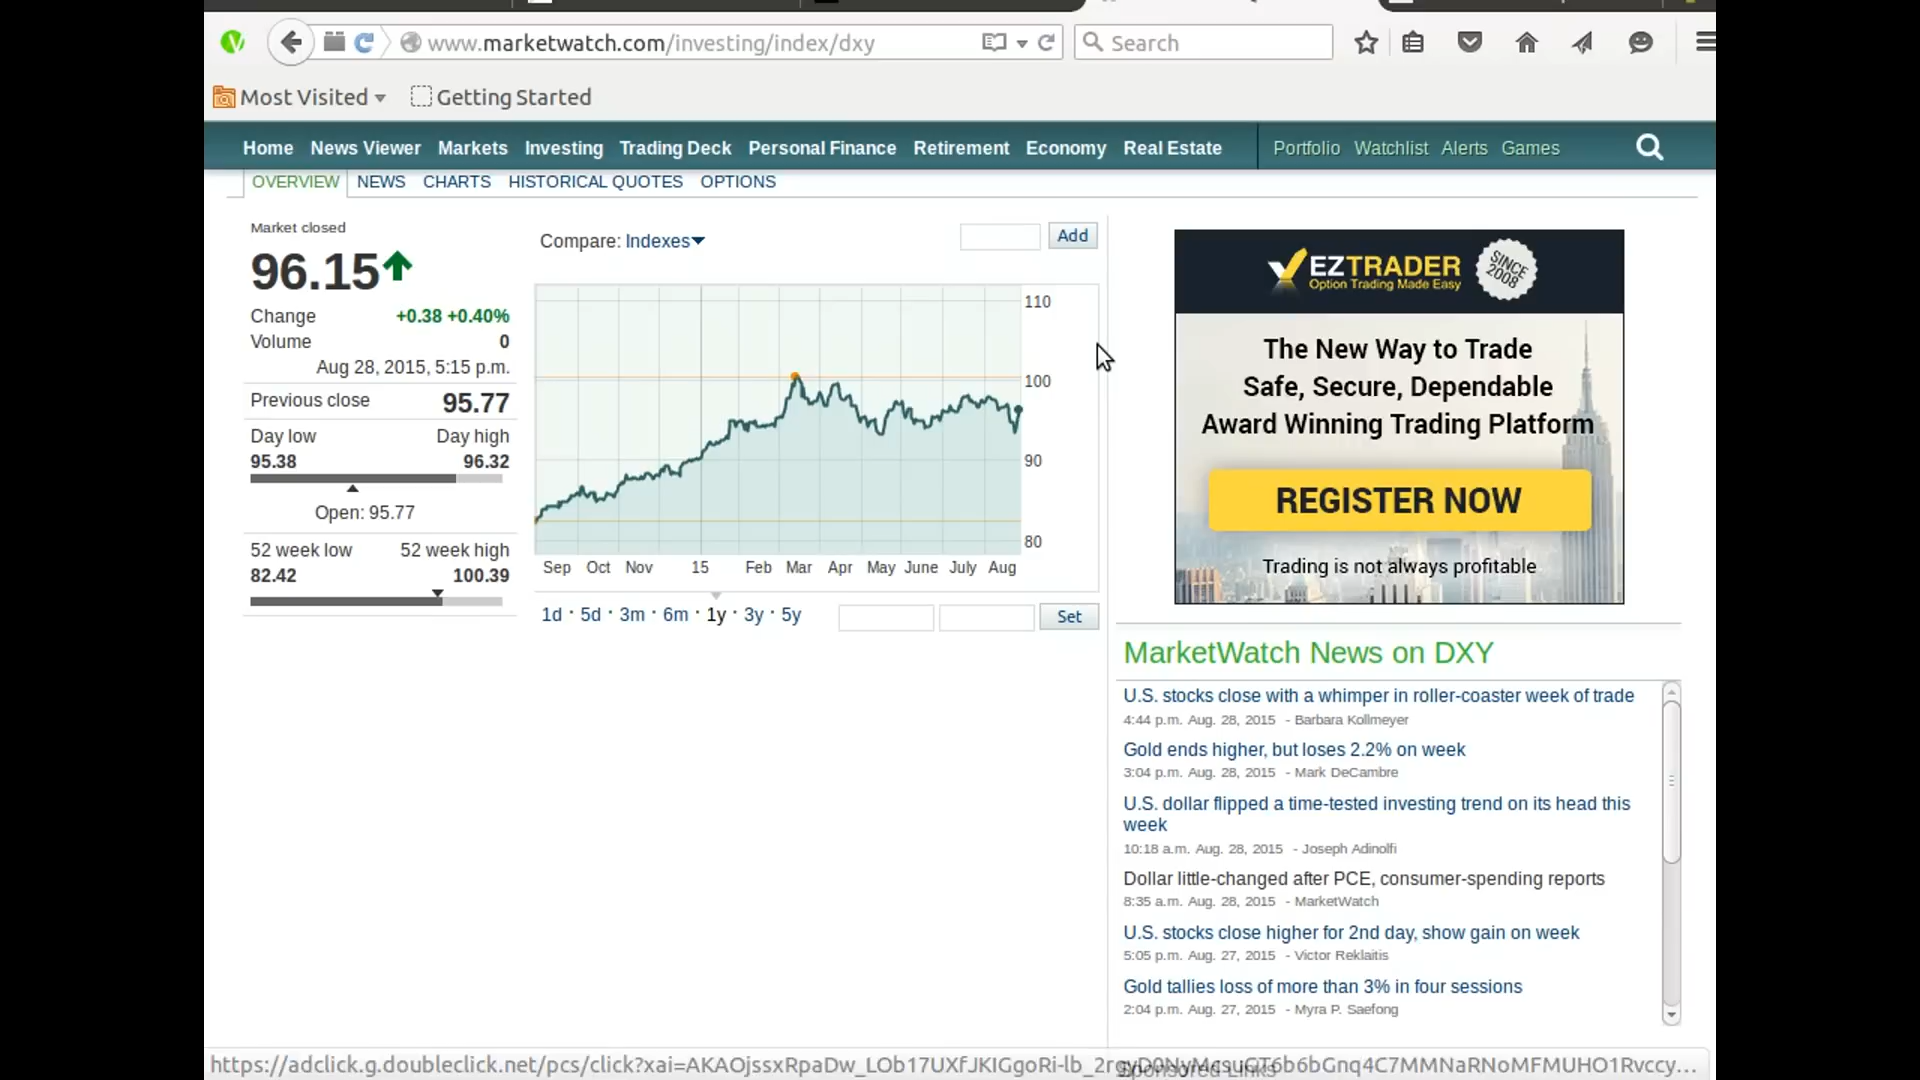 www.marketwatch.com/investing/index/dxy
Search
Most Visited
Getting Started
Home News Viewer Markets Investing Trading Deck Personal Finance Retirement Economy Real Estate Portfolio Watchlist Alerts Games
OVERVIEW NEWS CHARTS HISTORICAL QUOTES OPTIONS
Market closed
96.15
Change +0.38 +0.40%
Volume 0
Aug 28, 2015, 5:15 p.m.
Previous close 95.77
Day low Day high
95.38 96.32
Open: 95.77
52 week low 52 week high
82.42 100.39
Compare: Indexes
Add
110
100
90
80
Sep Oct Nov 15 Feb Mar Apr May June July Aug
1d · 5d · 3m · 6m · 1y · 3y · 5y
Set
EZTRADER
Option Trading Made Easy
SINCE 2008
The New Way to Trade
Safe, Secure, Dependable
Award Winning Trading Platform
REGISTER NOW
Trading is not always profitable
MarketWatch News on DXY
U.S. stocks close with a whimper in roller-coaster week of trade
4:44 p.m. Aug. 28, 2015 - Barbara Kollmeyer
Gold ends higher, but loses 2.2% on week
3:04 p.m. Aug. 28, 2015 - Mark DeCambre
U.S. dollar flipped a time-tested investing trend on its head this
week
10:18 a.m. Aug. 28, 2015 - Joseph Adinolfi
Dollar little-changed after PCE, consumer-spending reports
8:35 a.m. Aug. 28, 2015 - MarketWatch
U.S. stocks close higher for 2nd day, show gain on week
5:05 p.m. Aug. 27, 2015 - Victor Reklaitis
Gold tallies loss of more than 3% in four sessions
2:04 p.m. Aug. 27, 2015 - Myra P. Saefong
Sponsored Links